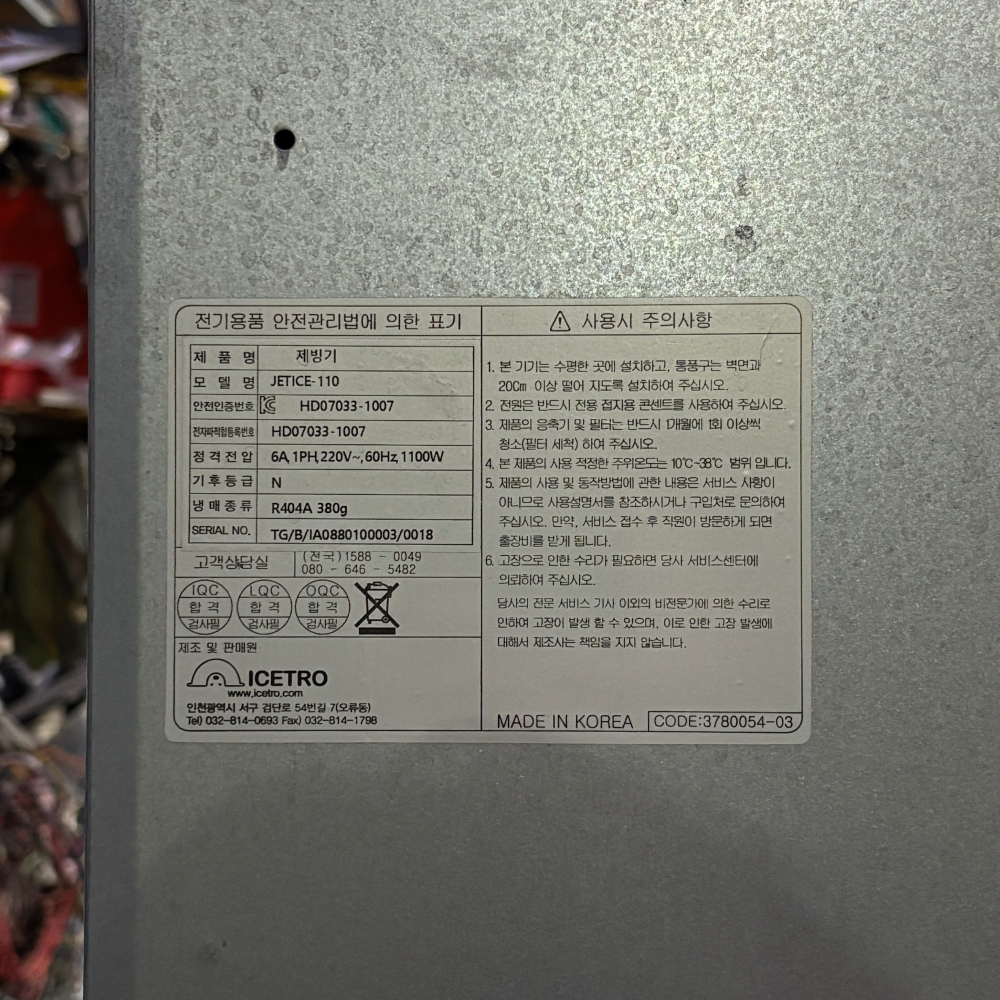 전기용품 안전관리법에 의한 표기
제 품 명 제빙기
모 델 명 JETICE-110
안전인증번호 HD07033-1007
전자파적합등록번호 HD07033-1007
정 격 전 압 6A,1PH,220V~,60Hz,1100W
기 후 등 급 N
냉 매 종 류 R404A 380g
SERIAL NO. TG/B/IA0880100003/0018
고객상담실 (전국)1588 - 0049
080 - 646 - 5482
IQC 합 격 검사필
LQC 합 격 검사필
OQC 합 격 검사필
제조 및 판매원
ICETRO
www.icetro.com
인천광역시 서구 검단로 54번길 7(오류동)
Tel) 032-814-0693 Fax) 032-814-1798
사용시 주의사항
1. 본 기기는 수평한 곳에 설치하고, 통풍구는 벽면과
20Cm 이상 떨어 지도록 설치하여 주십시오.
2. 전원은 반드시 전용 접지용 콘센트를 사용하여 주십시오.
3. 제품의 응축기 및 필터는 반드시 1개월에 1회 이상씩
청소(필터 세척) 하여 주십시오.
4. 본 제품의 사용 적정한 주위온도는 10℃~38℃ 범위 입니다.
5. 제품의 사용 및 동작방법에 관한 내용은 서비스 사항이
아니므로 사용설명서를 참조하시거나 구입처로 문의하여
주십시오. 만약, 서비스 접수 후 직원이 방문하게 되면
출장비를 받게 됩니다.
6. 고장으로 인한 수리가 필요하면 당사 서비스센터에
의뢰하여 주십시오.
당사의 전문 서비스 기사 이외의 비전문가에 의한 수리로
인하여 고장이 발생 할 수 있으며, 이로 인한 고장 발생에
대해서 제조사는 책임을 지지 않습니다.
MADE IN KOREA
CODE:3780054-03